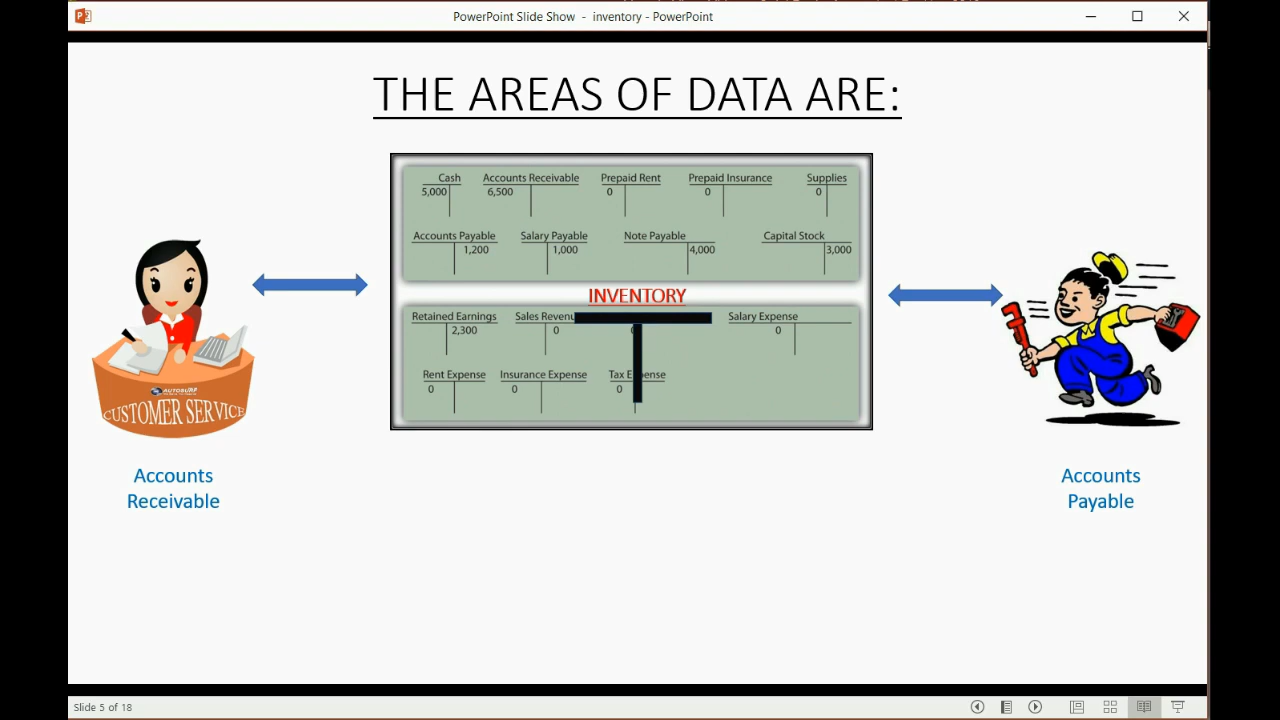 PowerPoint Slide Show - inventory - PowerPoint
THE AREAS OF DATA ARE:
Cash Accounts Receivable Prepaid Rent Prepaid Insurance Supplies
5,000 6,500 0 0 0
Accounts Payable Salary Payable Note Payable Capital Stock
1,200 1,000 4,000 3,000
INVENTORY
Retained Earnings Sales Salary Expense
2,300 0 0
Rent Expense Insurance Expense Tax
0 0 0
AUTOSURF
CUSTOMER SERVICE
Accounts
Receivable
Accounts
Payable
Slide 5 of 18